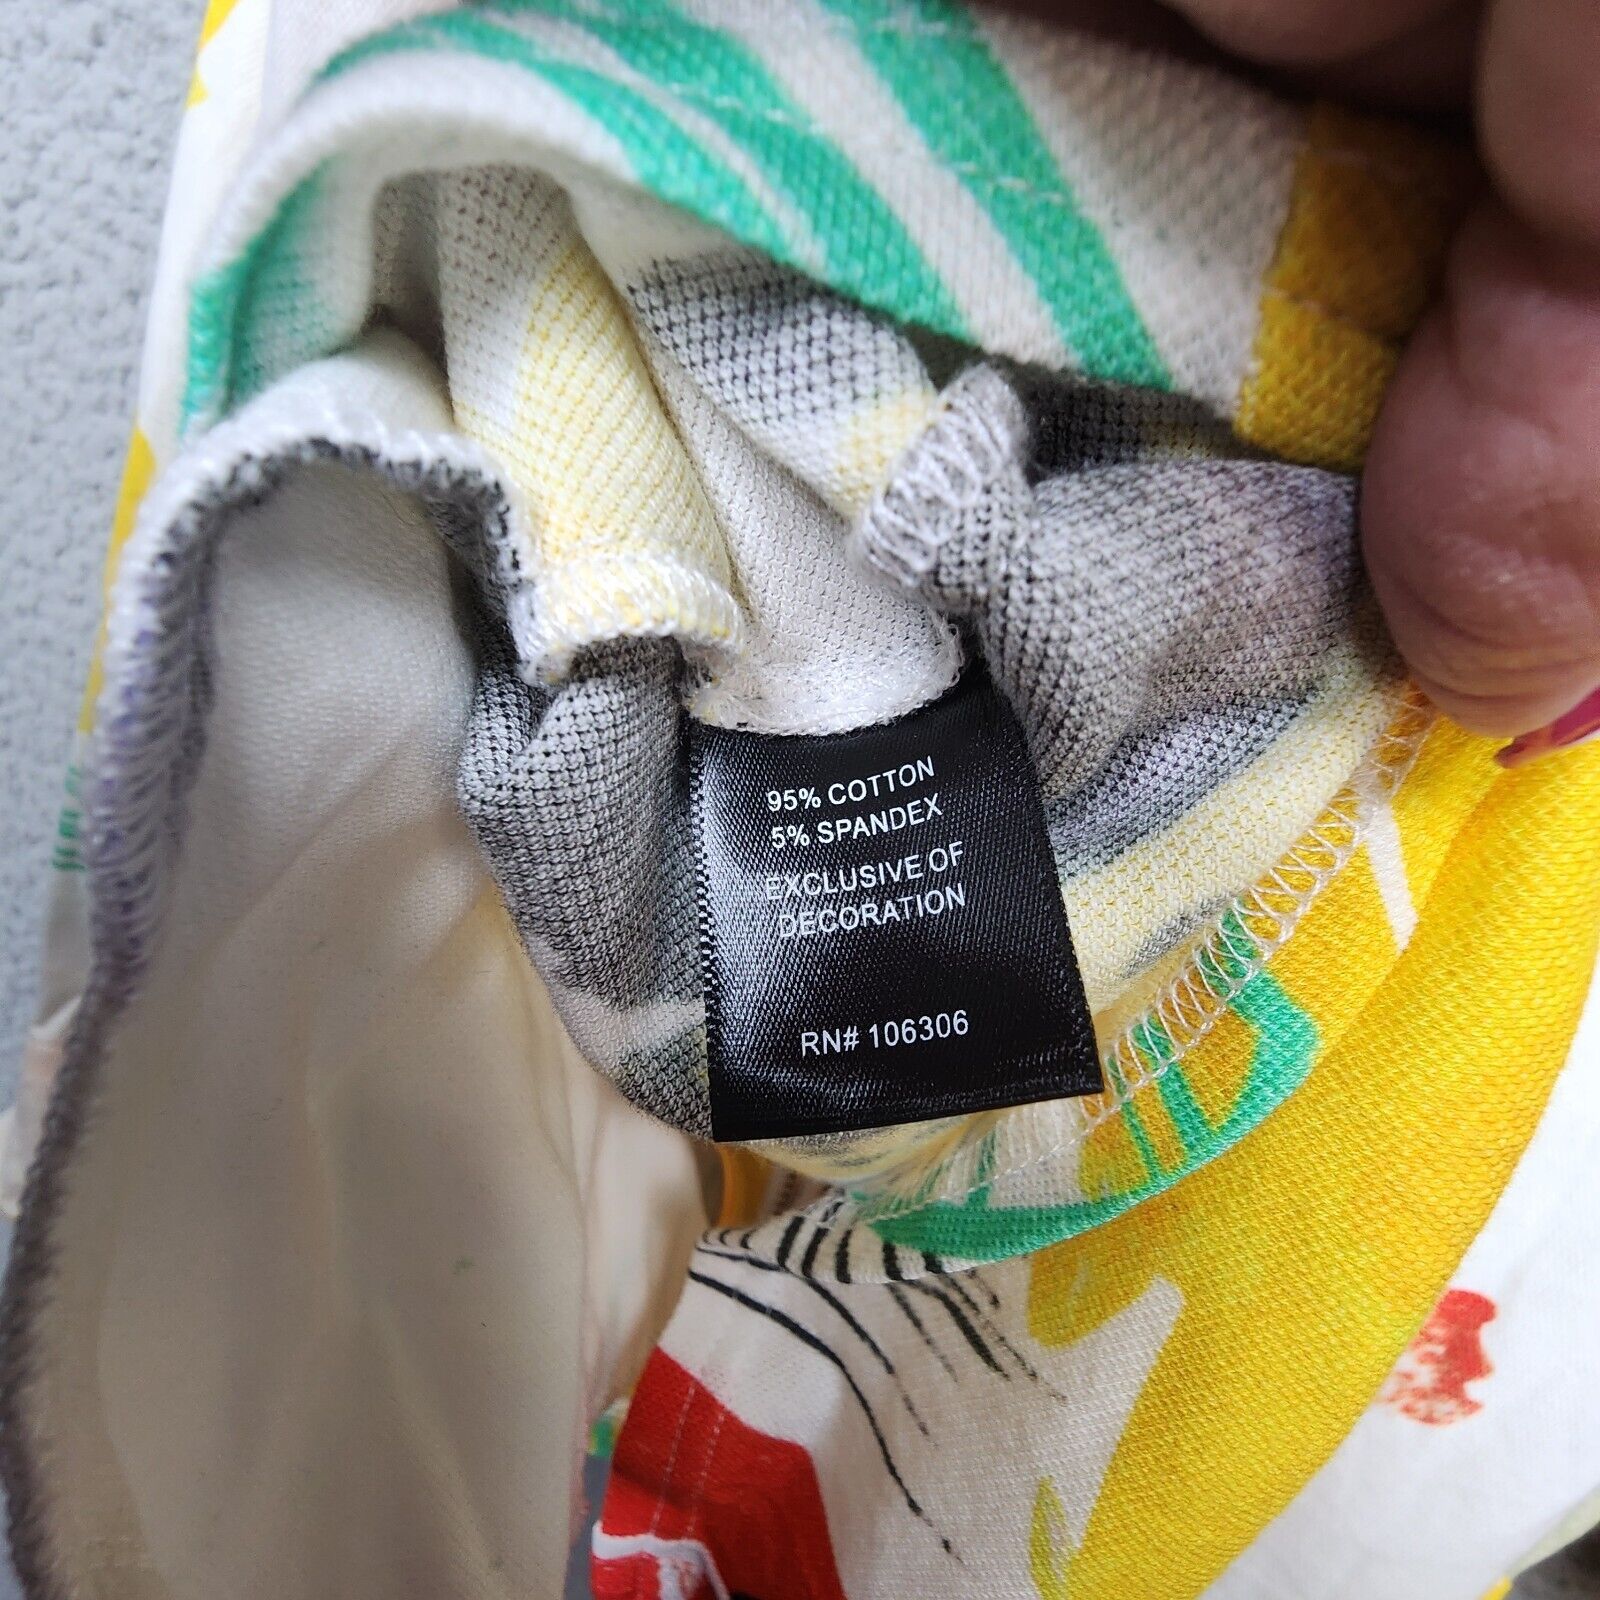 95% COTTON
5% SPANDEX
EXCLUSIVE OF
DECORATION
RN# 106306